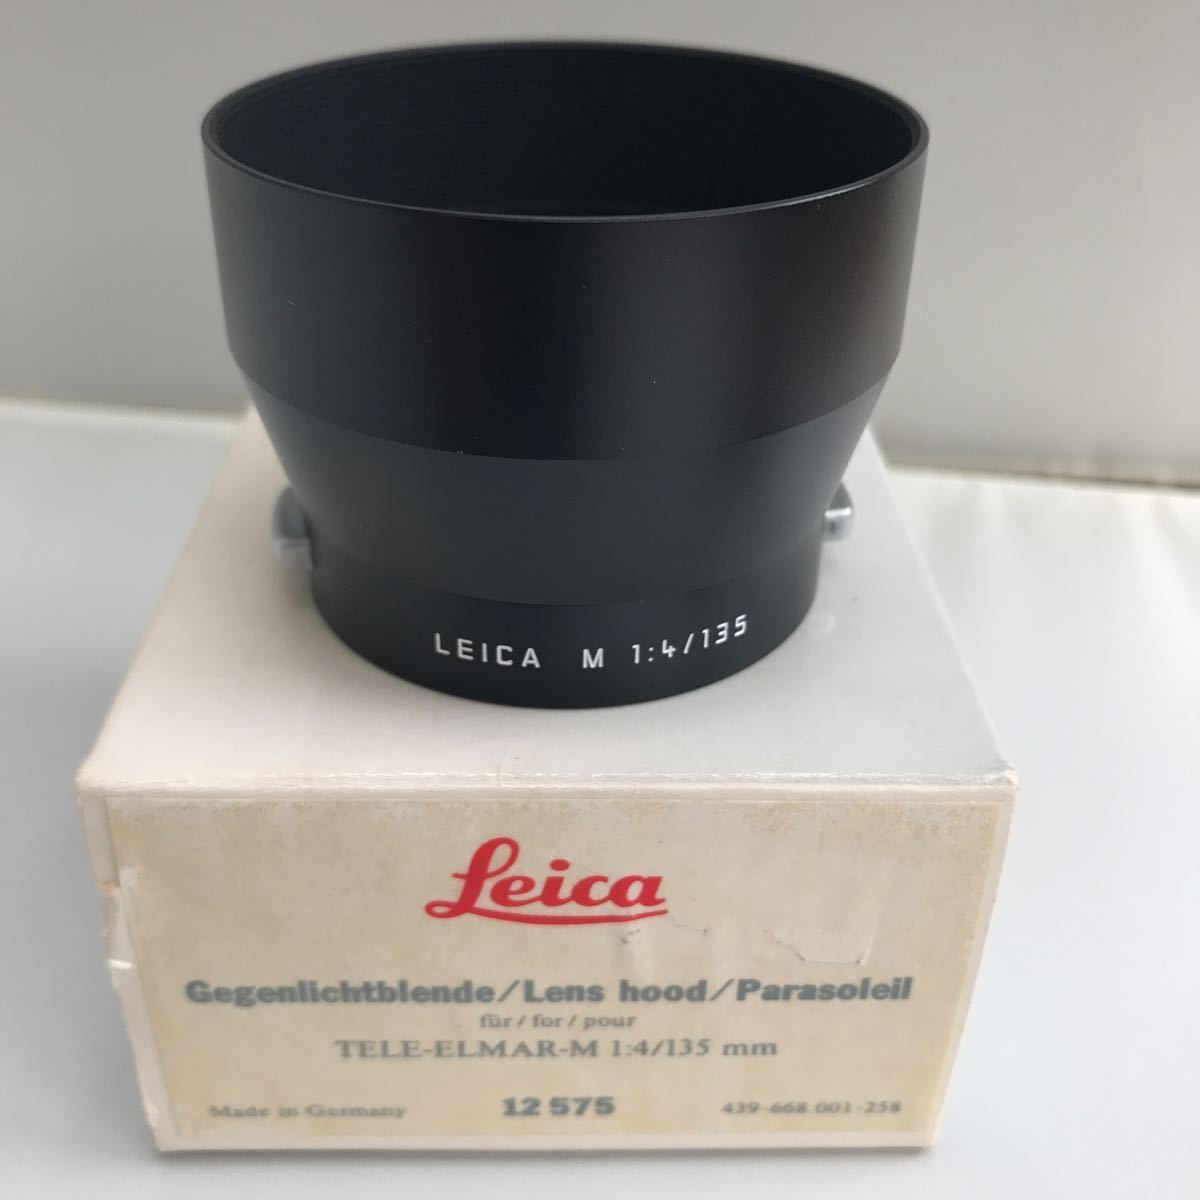 LEICA M 1:4/135
Leica
Gegenlichtblende/Lens hood/Parasoleil
für/for/pour
TELE-ELMAR-M 1:4/135 mm
Made in Germany 12 575 439-668.001-258